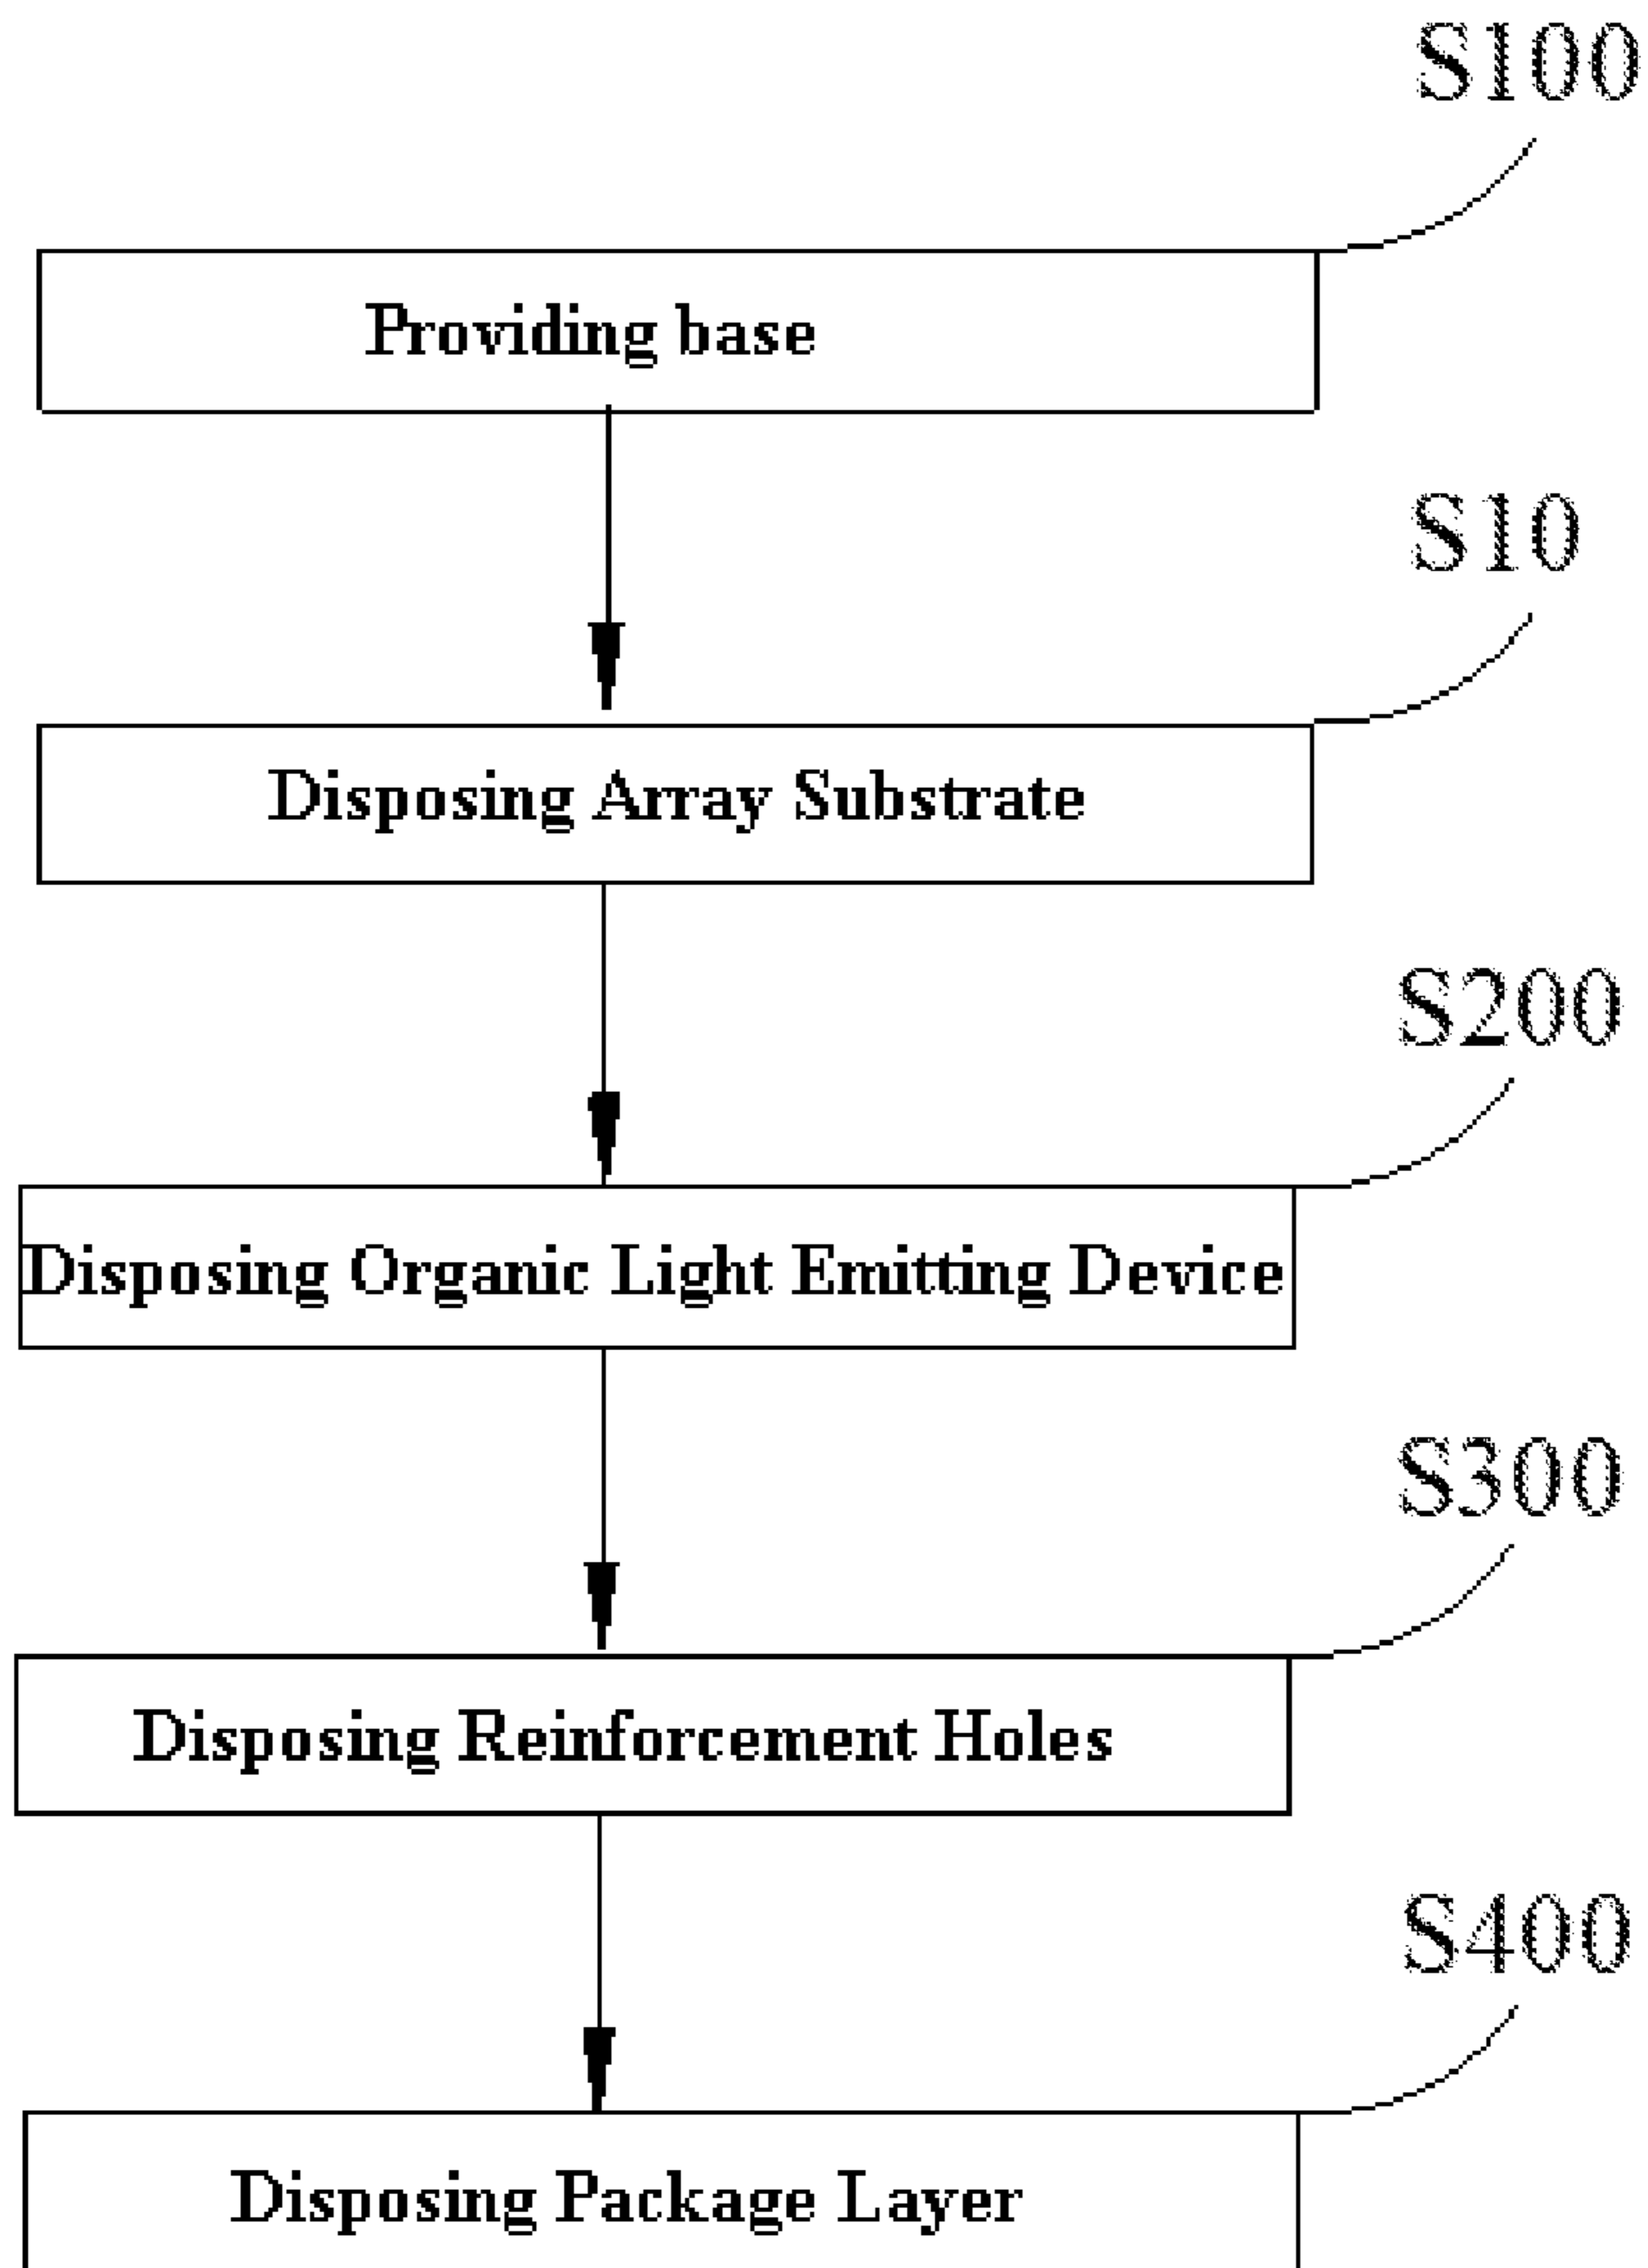 S100
Providing base
S10
Disposing Array Substrate
S200
Disposing Organic Light Emitting Device
S300
Disposing Reinforcement Holes
S400
Disposing Package Layer